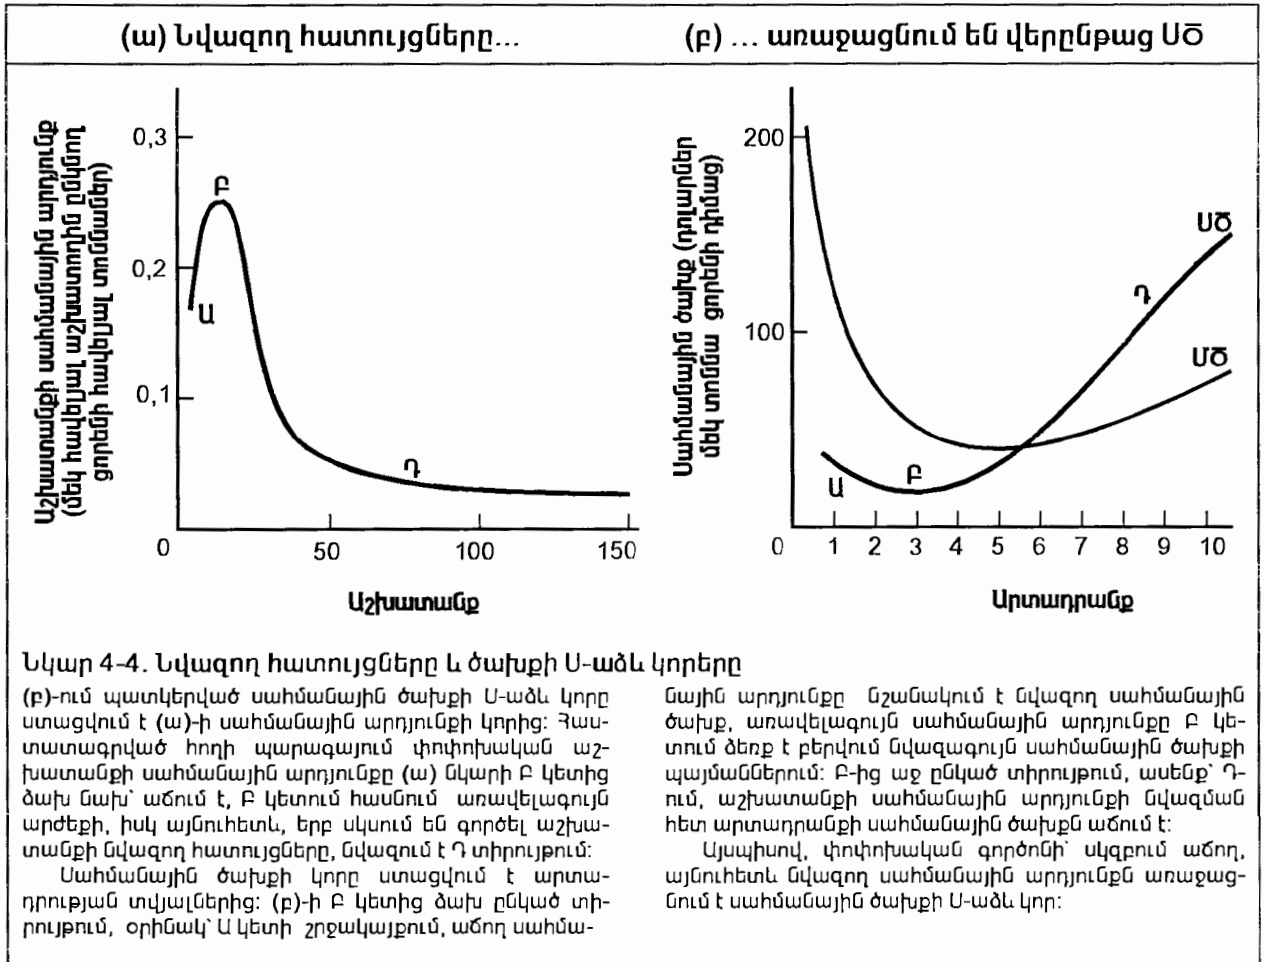 (ա) Նվազող հատույցները...
(բ) ... առաջացնում են վերընթաց ՍԾ
Աշխատանքի սահմանային արդյունք
(մեկ հավելյալ աշխատանին ընկնող
ցորենի հավելյալ տոննաներ)
0,3
0,2
0,1
Բ
Ա
Դ
0
50
100
150
Աշխատանք
Սահմանային ծախք (դոլարներ
մեկ տոննա ցորենի դիմաց)
200
100
ՍԾ
Դ
ՄԾ
Բ
Ա
0 1 2 3 4 5 6 7 8 9 10
Արտադրանք
Նկար 4-4. Նվազող հատույցները և ծախքի Ս-աձև կորերը
(բ)-ում պատկերված սահմանային ծախքի Ս-աձև կորը
ստացվում է (ա)-ի սահմանային արդյունքի կորից: Հաս-
տատագրված հողի պարագայում փոփոխական աշ-
խատանքի սահմանային արդյունքը (ա) նկարի Բ կետից
ձախ նախ՝ աճում է, Բ կետում հասնում առավելագույն
արժեքի, իսկ այնուհետև, երբ սկսում են գործել աշխա-
տանքի նվազող հատույցները, նվազում է Դ տիրույթում:
Սահմանային ծախքի կորը ստացվում է արտա-
դրության տվյալներից: (բ)-ի Բ կետից ձախ ընկած տի-
րույթում, օրինակ՝ Ա կետի շրջակայքում, աճող սահմա-
նային արդյունքը նշանակում է նվազող սահմանային
ծախք, առավելագույն սահմանային արդյունքը Բ կե-
տում ձեռք է բերվում նվազագույն սահմանային ծախքի
պայմաններում: Բ-ից աջ ընկած տիրույթում, ասենք՝ Դ-
ում, աշխատանքի սահմանային արդյունքի նվազման
հետ արտադրանքի սահմանային ծախքն աճում է:
Այսպիսով, փոփոխական գործոնի՝ սկզբում աճող,
այնուհետև նվազող սահմանային արդյունքն առաջաց-
նում է սահմանային ծախքի Ս-աձև կոր: